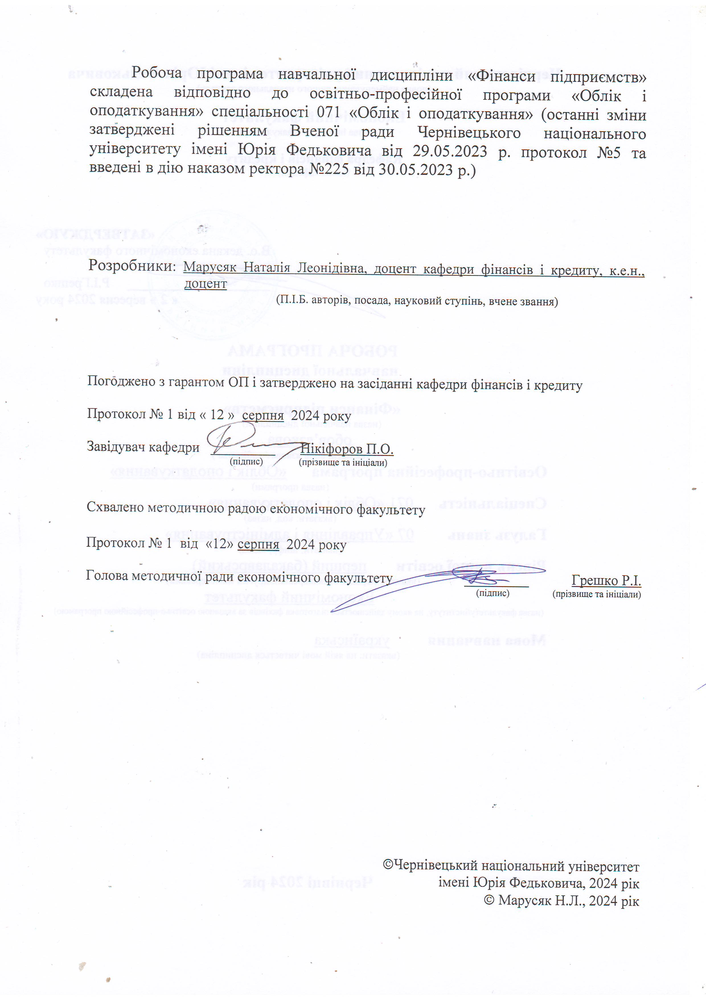 Робоча програма навчальної дисципліни «Фінанси підприємств»
складена відповідно до освітньо-професійної програми «Облік і
оподаткування» спеціальності 071 «Облік і оподаткування» (останні зміни
затверджені рішенням Вченої ради Чернівецького національного
університету імені Юрія Федьковича від 29.05.2023 р. протокол №5 та
введені в дію наказом ректора №225 від 30.05.2023 р.)
Розробники: Марусяк Наталія Леонідівна, доцент кафедри фінансів і кредиту, к.е.н.,
доцент
(П.І.Б. авторів, посада, науковий ступінь, вчене звання)
Погоджено з гарантом ОП і затверджено на засіданні кафедри фінансів і кредиту
Протокол № 1 від « 12 » серпня 2024 року
Завідувач кафедри Нікіфоров П.О.
(підпис) (прізвище та ініціали)
Схвалено методичною радою економічного факультету
Протокол № 1 від «12» серпня 2024 року
Голова методичної ради економічного факультету Грешко Р.І.
(підпис) (прізвище та ініціали)
©Чернівецький національний університет
імені Юрія Федьковича, 2024 рік
© Марусяк Н.Л., 2024 рік